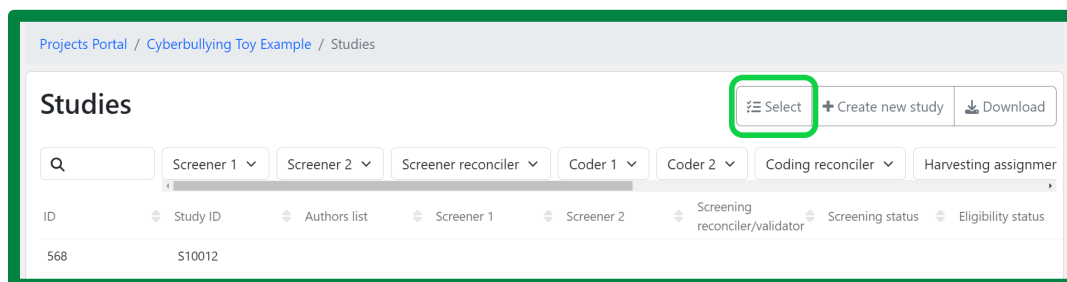 Projects Portal / Cyberbullying Toy Example / Studies
Studies
Select
Create new study
Download
Screener 1
Screener 2
Screener reconciler
Coder 1
Coder 2
Coding reconciler
Harvesting assignmer
ID
Study ID
Authors list
Screener 1
Screener 2
Screening
reconciler/validator
Screening status
Eligibility status
568
S10012